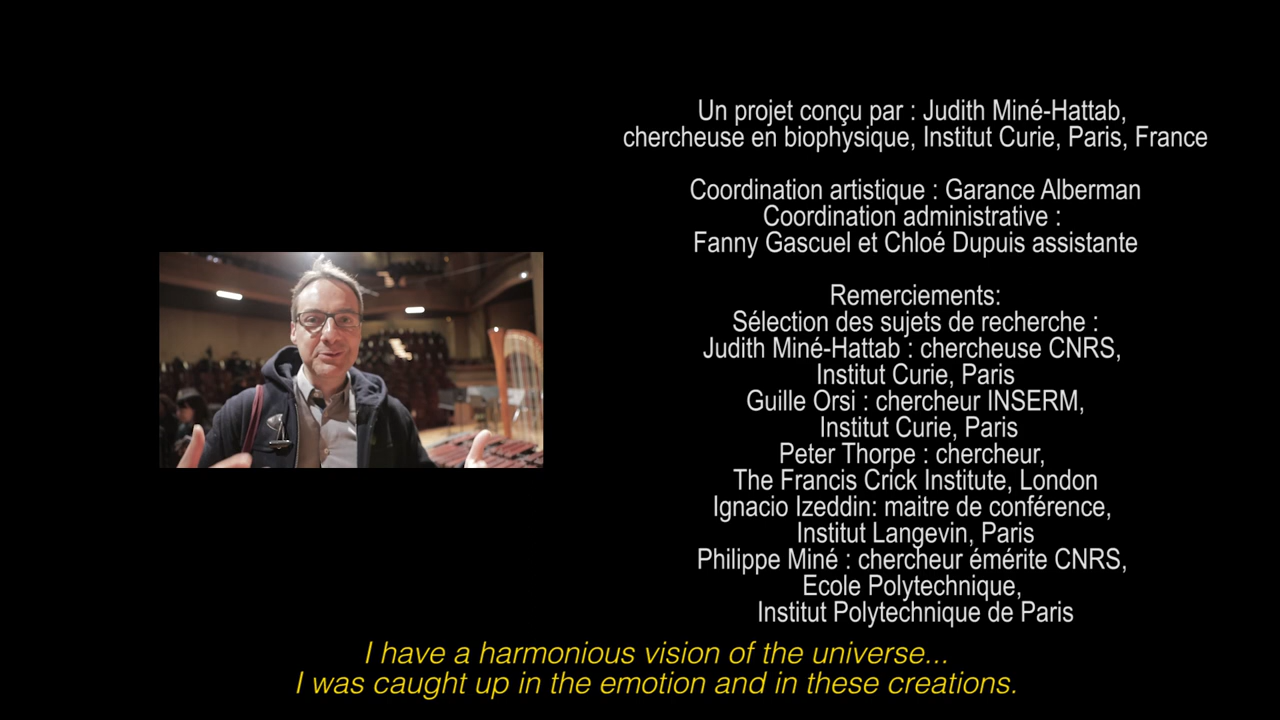 Un projet conçu par : Judith Miné-Hattab,
chercheuse en biophysique, Institut Curie, Paris, France
Coordination artistique : Garance Alberman
Coordination administrative :
Fanny Gascuel et Chloé Dupuis assistante
Remerciements:
Sélection des sujets de recherche :
Judith Miné-Hattab : chercheuse CNRS,
Institut Curie, Paris
Guille Orsi : chercheur INSERM,
Institut Curie, Paris
Peter Thorpe : chercheur,
The Francis Crick Institute, London
Ignacio Izeddin: maitre de conférence,
Institut Langevin, Paris
Philippe Miné : chercheur émérite CNRS,
Ecole Polytechnique,
Institut Polytechnique de Paris
I have a harmonious vision of the universe...
I was caught up in the emotion and in these creations.